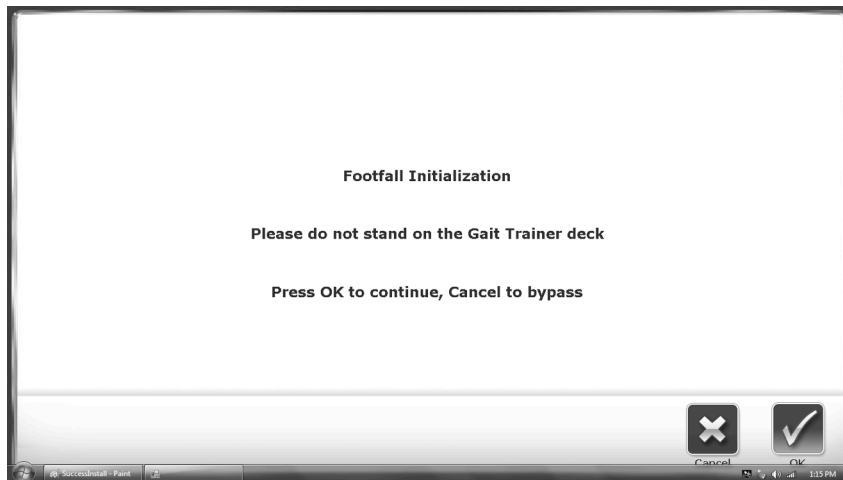 Footfall Initialization
Please do not stand on the Gait Trainer deck
Press OK to continue, Cancel to bypass
Cancel
OK
SuccessInstall - Paint
1:15 PM